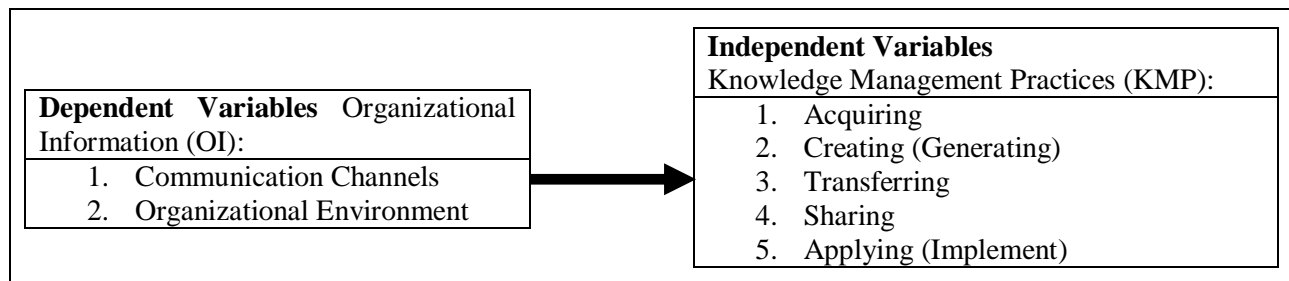 Dependent Variables Organizational
Information (OI):
1. Communication Channels
2. Organizational Environment
Independent Variables
Knowledge Management Practices (KMP):
1. Acquiring
2. Creating (Generating)
3. Transferring
4. Sharing
5. Applying (Implement)